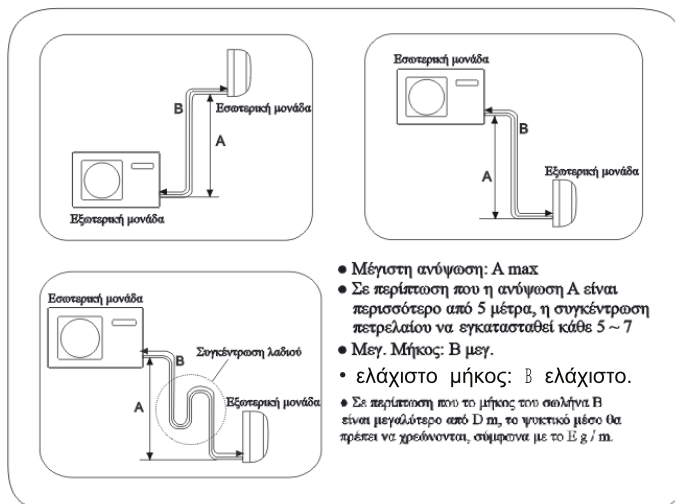 B
Εσωτερική μονάδα
A
Εξωτερική μονάδα
Εσωτερική μονάδα
B
A
Εξωτερική μονάδα
Εσωτερική μονάδα
B
Συγκέντρωση λαδιού
A
Εξωτερική μονάδα
● Μέγιστη ανύψωση: A max
● Σε περίπτωση που η ανύψωση A είναι
περισσότερο από 5 μέτρα, η συγκέντρωση
πετρελαίου να εγκατασταθεί κάθε 5 ~ 7
● Μεγ. Μήκος: B μεγ.
• ελάχιστο μήκος: B ελάχιστο.
● Σε περίπτωση που το μήκος του σωλήνα B
είναι μεγαλύτερο από D m, το ψυκτικό μέσο θα
πρέπει να χρεώνονται, σύμφωνα με το E g / m.